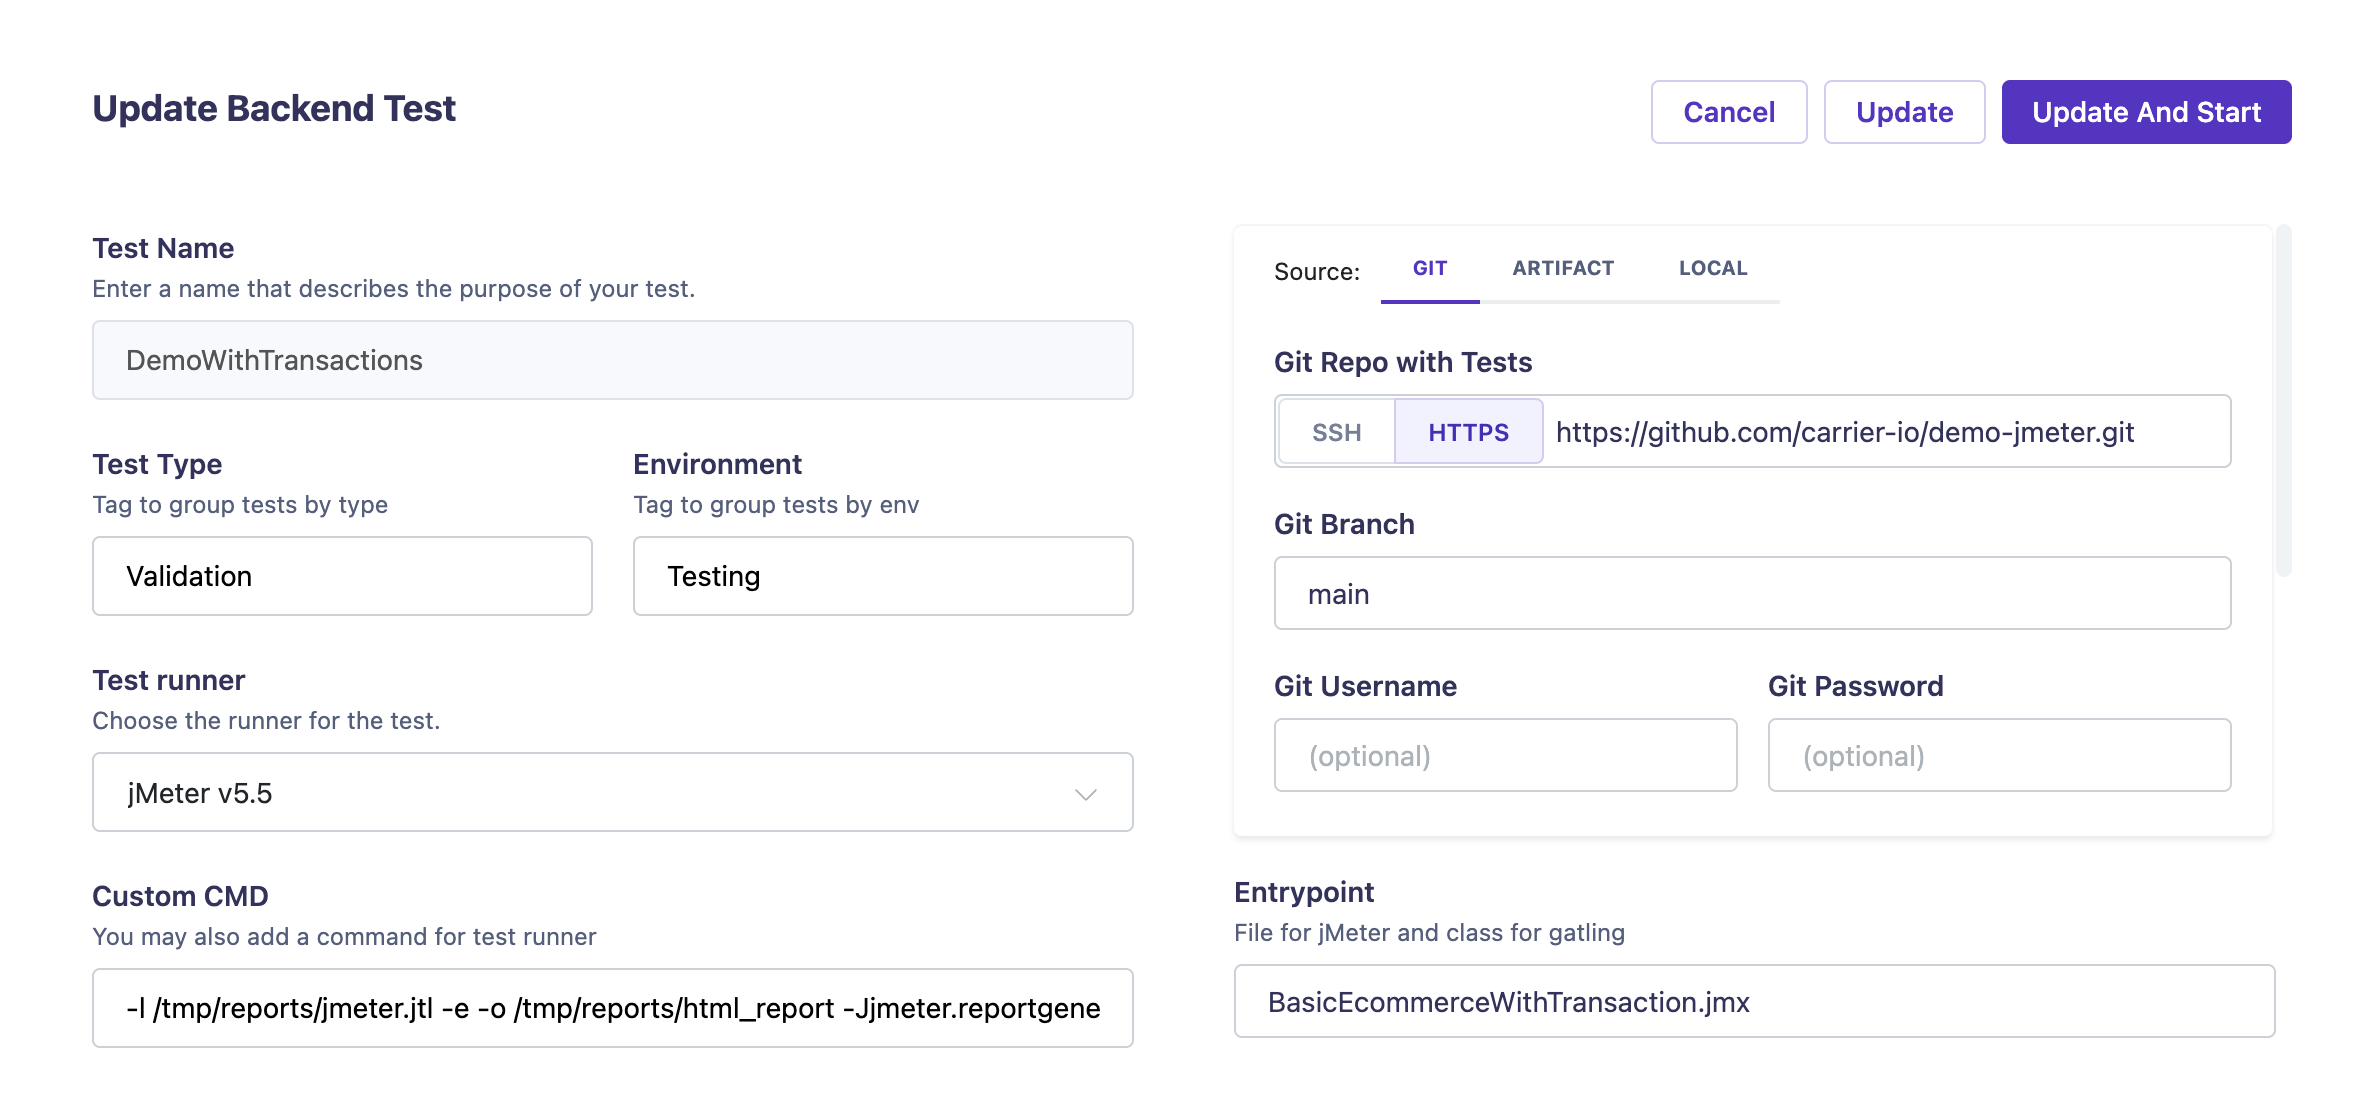 Update Backend Test
Cancel
Update
Update And Start
Test Name
Enter a name that describes the purpose of your test.
DemoWithTransactions
Test Type
Tag to group tests by type
Validation
Environment
Tag to group tests by env
Testing
Test runner
Choose the runner for the test.
jMeter v5.5
Custom CMD
You may also add a command for test runner
-l /tmp/reports/jmeter.jtl -e -o /tmp/reports/html_report -Jjmeter.reportgene
Source:
GIT
ARTIFACT
LOCAL
Git Repo with Tests
SSH
HTTPS
https://github.com/carrier-io/demo-jmeter.git
Git Branch
main
Git Username
(optional)
Git Password
(optional)
Entrypoint
File for jMeter and class for gatling
BasicEcommerceWithTransaction.jmx